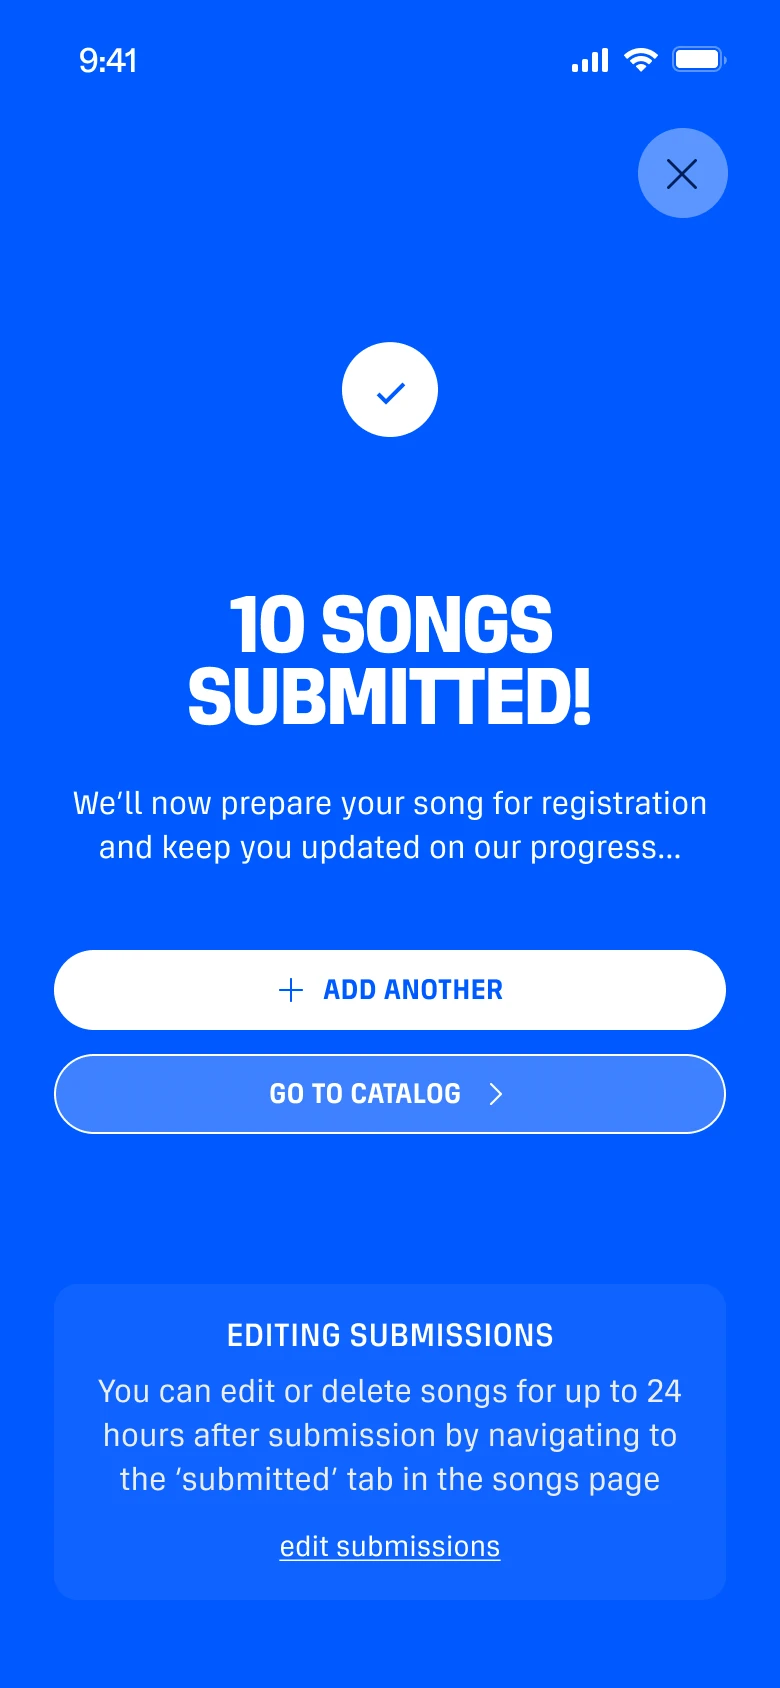 9:41
10 SONGS
SUBMITTED!
We’ll now prepare your song for registration
and keep you updated on our progress...
ADD ANOTHER
GO TO CATALOG
EDITING SUBMISSIONS
You can edit or delete songs for up to 24
hours after submission by navigating to
the ‘submitted’ tab in the songs page
edit submissions